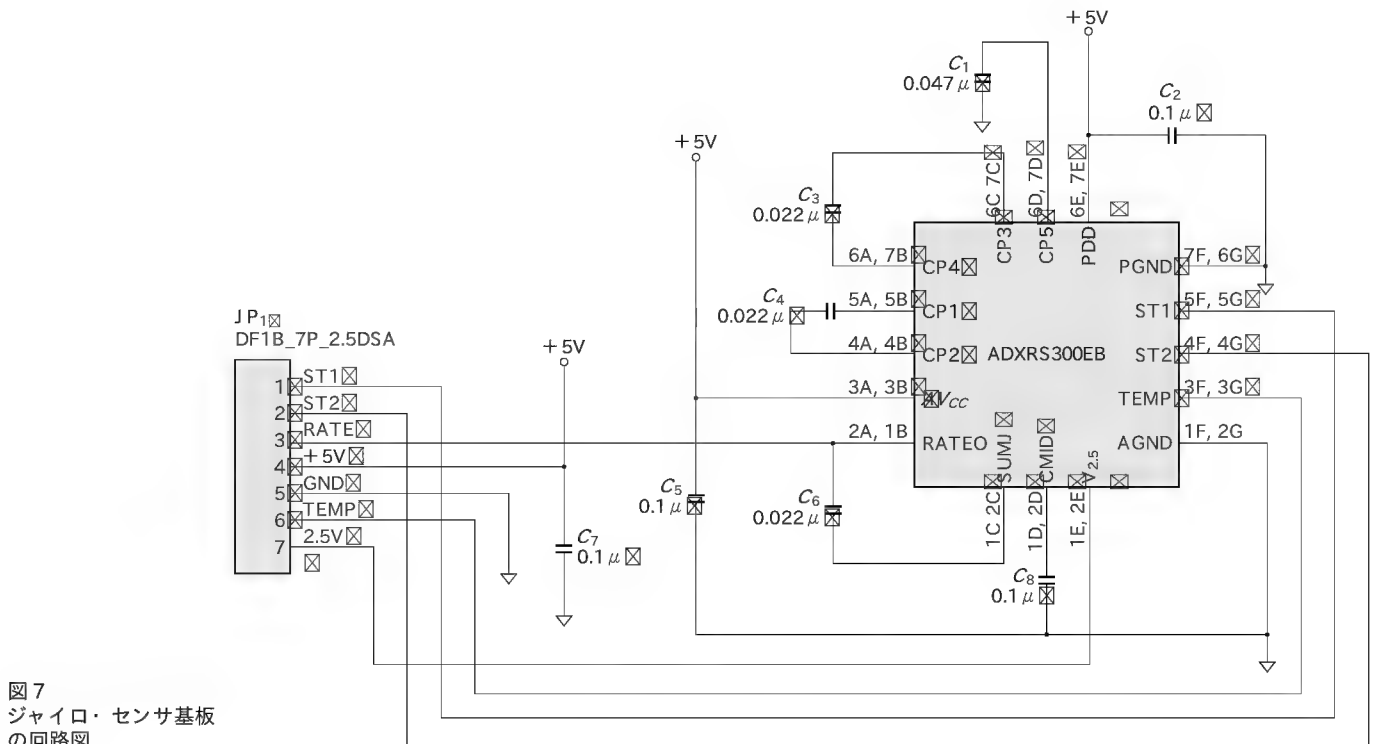 +5V
C1
0.047μ
C2
0.1μ
+5V
6C 7C
6D, 7D
6E, 7E
C3
0.022μ
CP3
CP5
PDD
6A, 7B
CP4
PGND
7F, 6G
C4
0.022μ
5A, 5B
CP1
ST1
5F, 5G
4A, 4B
CP2
ADXRS300EB
ST2
4F, 4G
3A, 3B
AVCC
TEMP
3F, 3G
2A, 1B
RATEO
SUMJ
CMID
V2.5
AGND
1F, 2G
JP1
DF1B_7P_2.5DSA
+5V
1
ST1
2
ST2
3
RATE
4
+5V
5
GND
6
TEMP
7
2.5V
C5
0.1μ
C6
0.022μ
1C 2C
1D, 2D
1E, 2E
C7
0.1μ
C8
0.1μ
図7
ジャイロ・センサ基板
の回路図